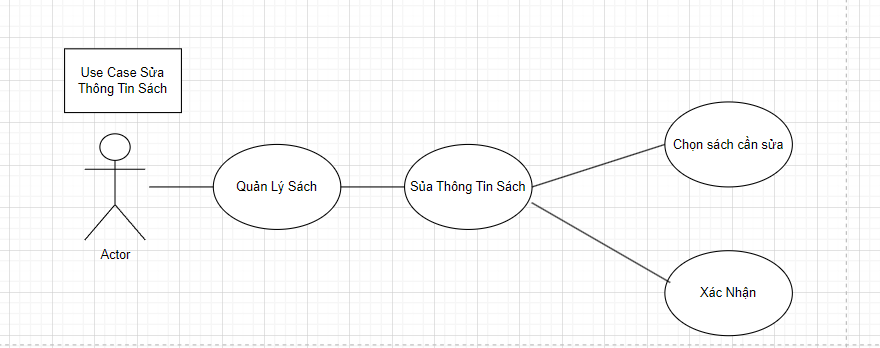 Use Case Sửa
Thông Tin Sách
Actor
Quản Lý Sách
Sủa Thông Tin Sách
Chọn sách cần sửa
Xác Nhận